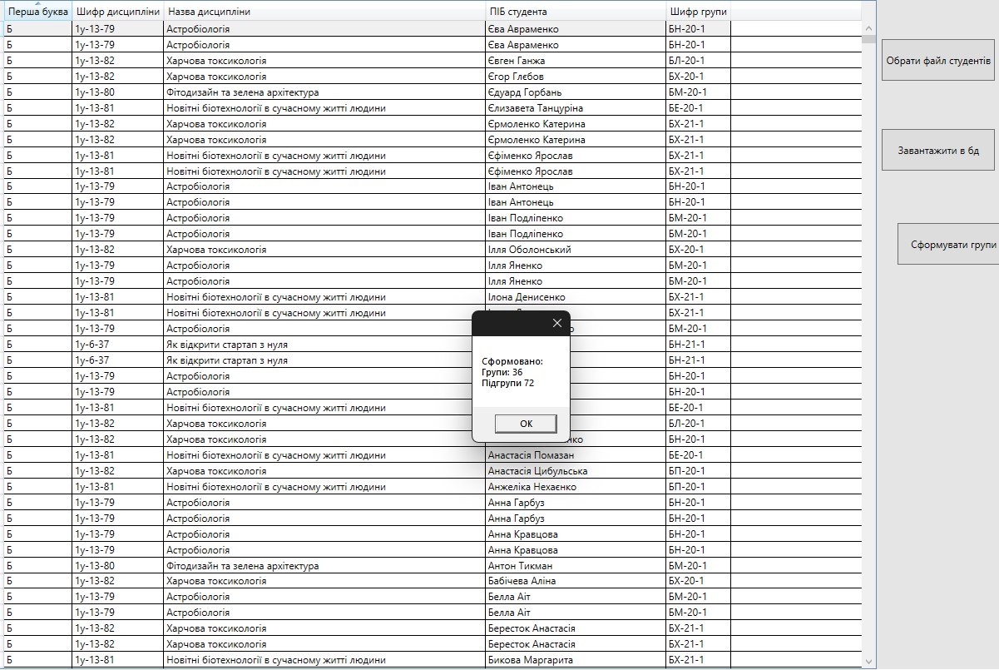 Перша буква Шифр дисципліни Назва дисципліни ПІБ студента Шифр групи
Б 1у-13-79 Астробіологія Єва Авраменко БН-20-1
Б 1у-13-79 Астробіологія Єва Авраменко БН-20-1
Б 1у-13-82 Харчова токсикологія Євген Ганжа БЛ-20-1
Обрати файл студентів
Б 1у-13-82 Харчова токсикологія Єгор Глєбов БХ-20-1
Б 1у-13-80 Фітодизайн та зелена архітектура Єдуард Горбань БМ-20-1
Б 1у-13-81 Новітні біотехнології в сучасному житті людини Єлизавета Танцуріна БЕ-20-1
Б 1у-13-82 Харчова токсикологія Єрмоленко Катерина БХ-21-1
Б 1у-13-82 Харчова токсикологія Єрмоленко Катерина БХ-21-1
Завантажити в бд
Б 1у-13-81 Новітні біотехнології в сучасному житті людини Єфіменко Ярослав БХ-21-1
Б 1у-13-81 Новітні біотехнології в сучасному житті людини Єфіменко Ярослав БХ-21-1
Б 1у-13-79 Астробіологія Іван Антонець БН-20-1
Б 1у-13-79 Астробіологія Іван Антонець БН-20-1
Б 1у-13-79 Астробіологія Іван Подліпенко БМ-20-1
Б 1у-13-79 Астробіологія Іван Подліпенко БМ-20-1
Сформувати групи
Б 1у-13-82 Харчова токсикологія Ілля Оболонський БХ-20-1
Б 1у-13-79 Астробіологія Ілля Яненко БМ-20-1
Б 1у-13-79 Астробіологія Ілля Яненко БМ-20-1
Б 1у-13-81 Новітні біотехнології в сучасному житті людини Ілона Денисенко БХ-21-1
Б 1у-13-81 Новітні біотехнології в сучасному житті людини БХ-21-1
Б 1у-13-79 Астробіологія БМ-20-1
Б 1у-6-37 Як відкрити стартап з нуля БН-21-1
Б 1у-6-37 Як відкрити стартап з нуля БН-21-1
Б 1у-13-79 Астробіологія БН-20-1
Б 1у-13-79 Астробіологія БН-20-1
Б 1у-13-81 Новітні біотехнології в сучасному житті людини БЕ-20-1
Б 1у-13-82 Харчова токсикологія БЛ-20-1
Б 1у-13-82 Харчова токсикологія БН-20-1
Сформовано:
Групи: 36
Підгрупи 72
ОК
Б 1у-13-81 Новітні біотехнології в сучасному житті людини Анастасія Помазан БЕ-20-1
Б 1у-13-82 Харчова токсикологія Анастасія Цибульська БП-20-1
Б 1у-13-81 Новітні біотехнології в сучасному житті людини Анжеліка Нехаєнко БП-20-1
Б 1у-13-79 Астробіологія Анна Гарбуз БН-20-1
Б 1у-13-79 Астробіологія Анна Гарбуз БН-20-1
Б 1у-13-79 Астробіологія Анна Кравцова БН-20-1
Б 1у-13-79 Астробіологія Анна Кравцова БН-20-1
Б 1у-13-80 Фітодизайн та зелена архітектура Антон Тикман БМ-20-1
Б 1у-13-82 Харчова токсикологія Бабічева Аліна БХ-20-1
Б 1у-13-79 Астробіологія Белла Аіт БМ-20-1
Б 1у-13-79 Астробіологія Белла Аіт БМ-20-1
Б 1у-13-82 Харчова токсикологія Бересток Анастасія БХ-21-1
Б 1у-13-82 Харчова токсикологія Бересток Анастасія БХ-21-1
Б 1у-13-81 Новітні біотехнології в сучасному житті людини Бикова Маргарита БХ-21-1